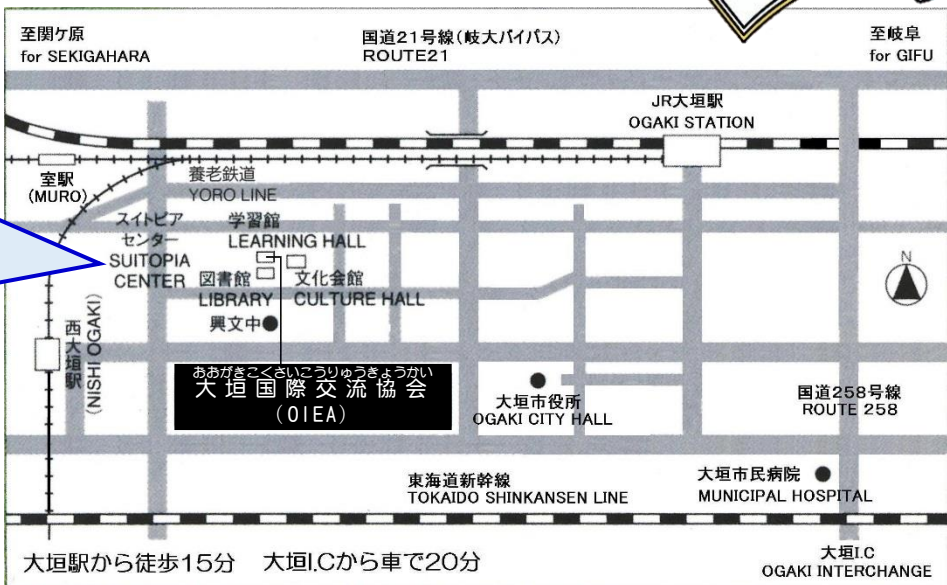 至関ケ原
for SEKIGAHARA
国道21号線(岐大バイパス)
ROUTE21
至岐阜
for GIFU
JR大垣駅
OGAKI STATION
室駅
(MURO)
養老鉄道
YORO LINE
スイトピア
センター
SUITOPIA
CENTER
学習館
LEARNING HALL
図書館
LIBRARY
文化会館
CULTURE HALL
興文中
N
西大垣駅
(NISHI OGAKI)
おおがきこくさいこうりゅうきょうかい
大垣国際交流協会
(OIEA)
大垣市役所
OGAKI CITY HALL
国道258号線
ROUTE 258
東海道新幹線
TOKAIDO SHINKANSEN LINE
大垣市民病院
MUNICIPAL HOSPITAL
大垣駅から徒歩15分 大垣I.Cから車で20分
大垣I.C
OGAKI INTERCHANGE